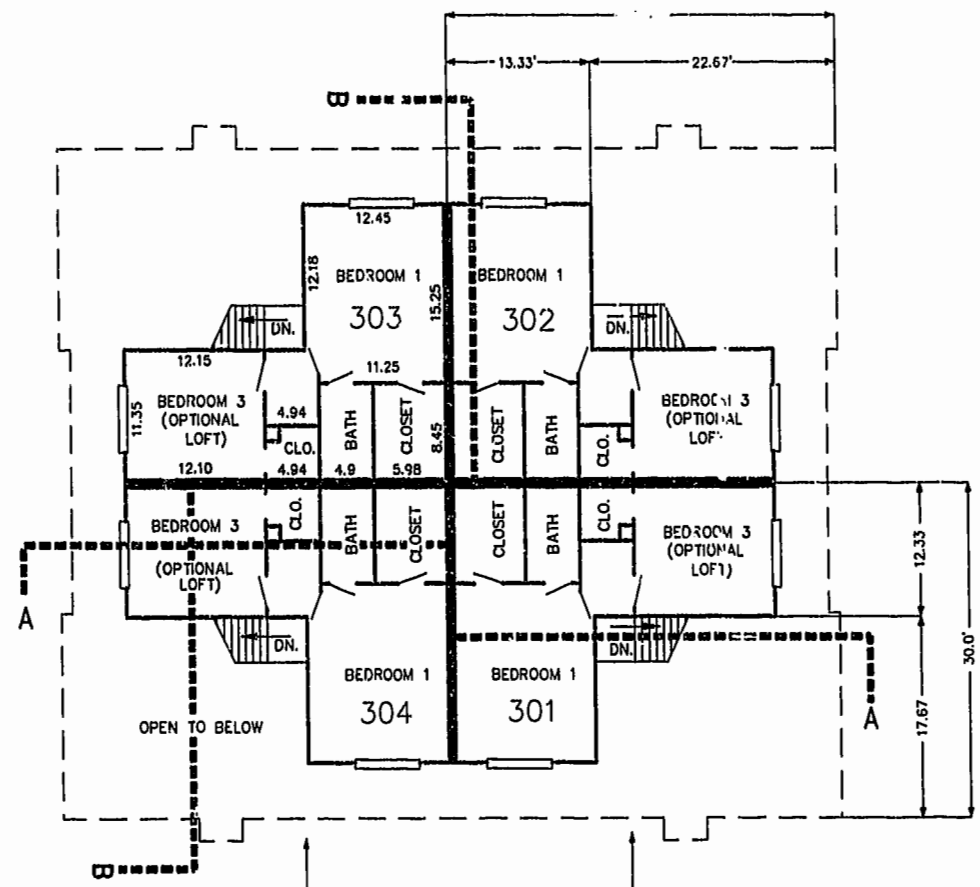 13.33'
22.67'
B
12.45
12.18
BEDROOM 1
303
15.25
BEDROOM 1
302
DN.
DN.
12.15
11.25
11.35
BEDROOM 3
(OPTIONAL
LOFT)
4.94
CLO.
BATH
CLOSET
8.45
CLOSET
BATH
CLO.
BEDROOM 3
(OPTIONAL
LOFT)
12.10
4.94
4.9
5.98
BEDROOM 3
(OPTIONAL
LOFT)
CLO.
BATH
CLOSET
CLOSET
BATH
CLO.
BEDROOM 3
(OPTIONAL
LOFT)
12.33
A
DN.
DN.
BEDROOM 1
304
BEDROOM 1
301
A
17.67
30.0'
OPEN TO BELOW
B